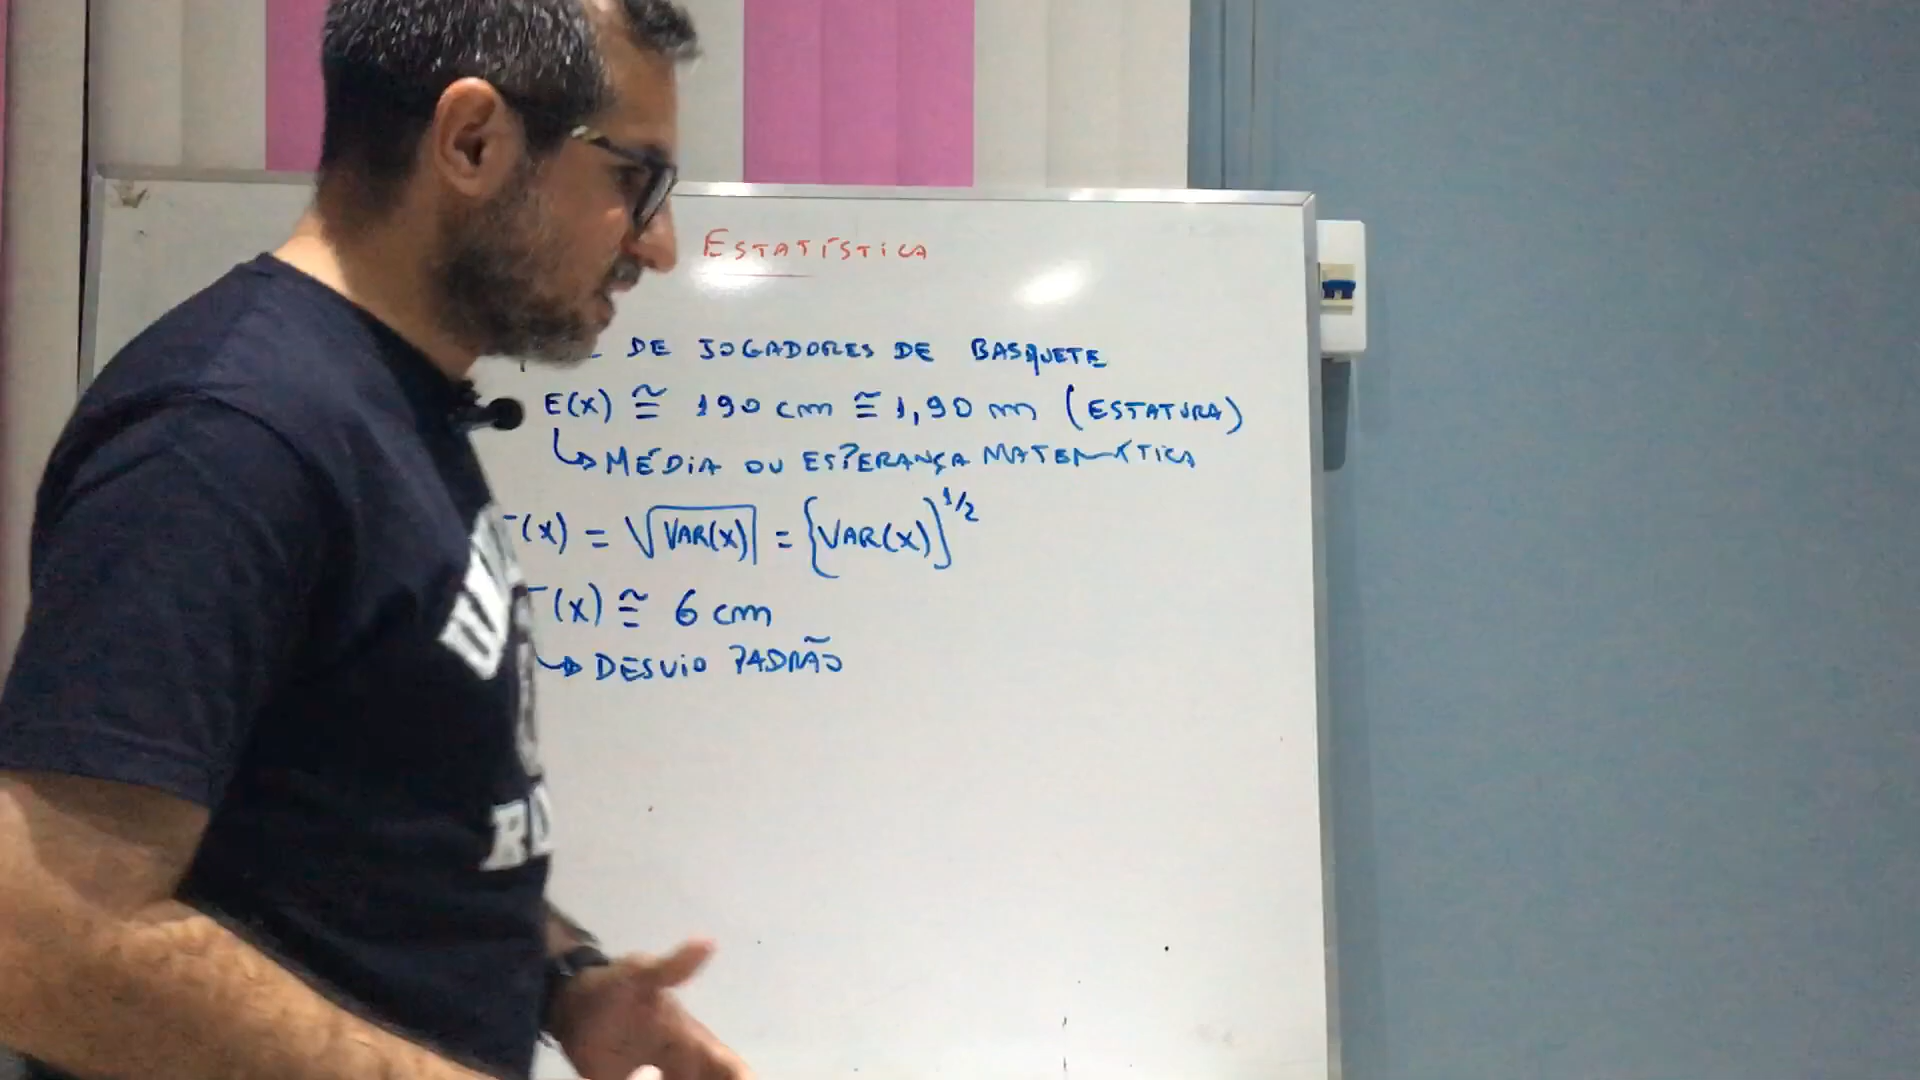 ESTATÍSTICA
DE JOGADORES DE BASQUETE
E(X) ≅ 190 cm ≅ 1,90 m (ESTATURA)
↳ MÉDIA OU ESPERANÇA MATEMÁTICA
(X) = √VAR(X) = {VAR(X)}^1/2
(X) ≅ 6 cm
↳ DESVIO PADRÃO